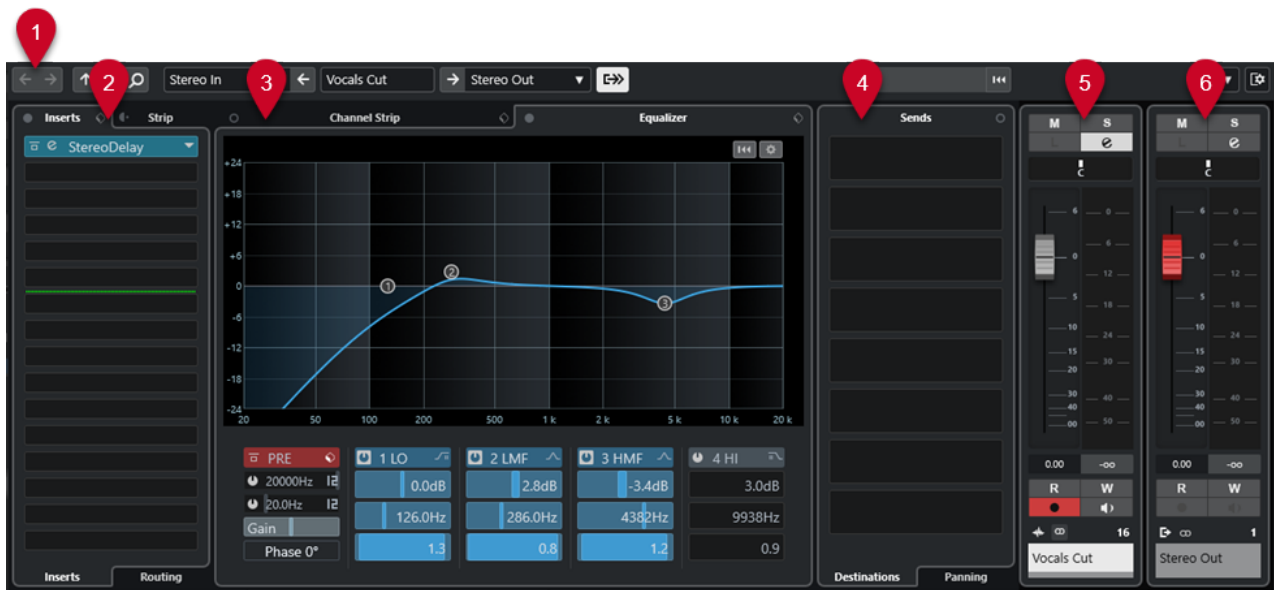 1
2
3
4
5
6
Stereo In
Vocals Cut
Stereo Out
Inserts
Strip
Channel Strip
Equalizer
Sends
StereoDelay
+24
+18
+12
+6
0
-6
-12
-18
-24
20 50 100 200 500 1 k 2 k 5 k 10 k 20 k
1
2
3
PRE
20000Hz 12
20.0Hz 12
Gain
Phase 0°
1 LO
0.0dB
126.0Hz
1.3
2 LMF
2.8dB
286.0Hz
0.8
3 HMF
-3.4dB
4382Hz
1.2
4 HI
3.0dB
9938Hz
0.9
Inserts
Routing
Destinations
Panning
M S
L e
C
6 0
0 6
12
5 18
10 24
15 30
20
30 40
40
00 50
0.00 -oo
R W
16
Vocals Cut
M S
L e
C
6 0
0 6
12
5 18
10 24
15 30
20
30 40
40
00 50
0.00 -oo
R W
1
Stereo Out